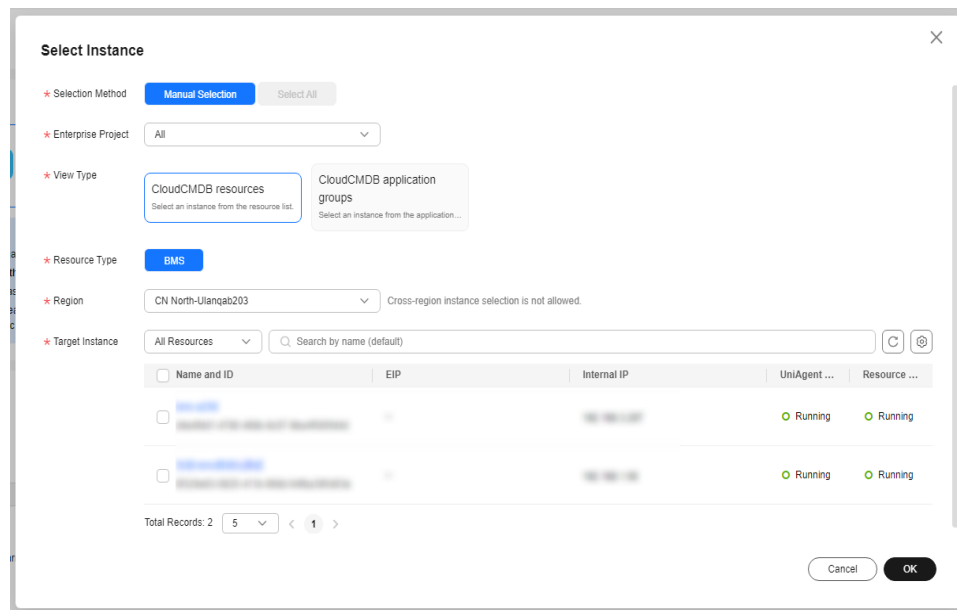 Select Instance
* Selection Method Manual Selection Select All
* Enterprise Project All
* View Type
CloudCMDB resources
Select an instance from the resource list.
CloudCMDB application
groups
Select an instance from the application...
* Resource Type BMS
* Region CN North-Ulanqab203 Cross-region instance selection is not allowed.
* Target Instance All Resources Search by name (default)
Name and ID EIP Internal IP UniAgent ... Resource ...
Running Running
Running Running
Total Records: 2 5 < 1 >
Cancel OK